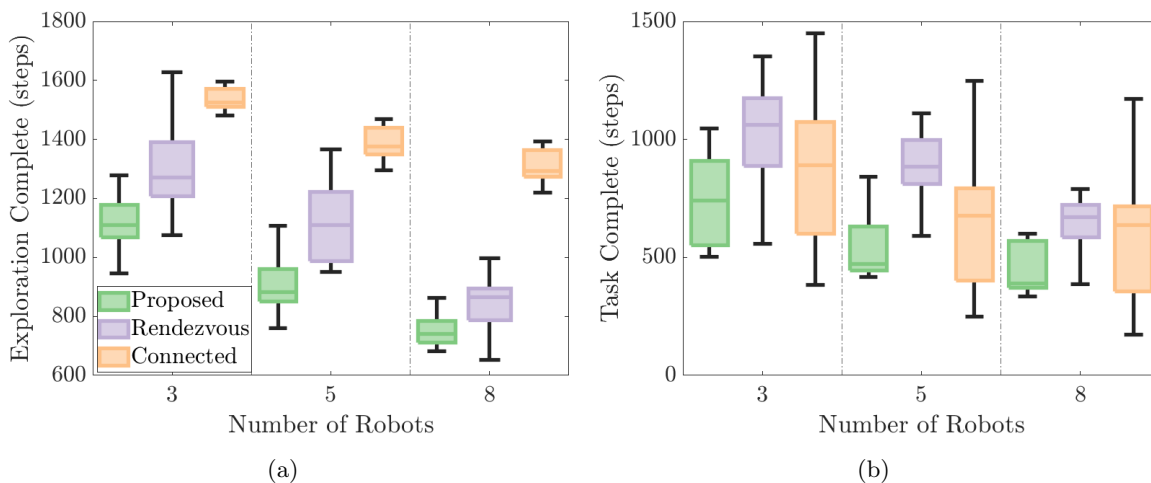 1800
1600
1400
1200
1000
800
600
Exploration Complete (steps)
Proposed
Rendezvous
Connected
3 5 8
Number of Robots
(a)
1500
1000
500
0
Task Complete (steps)
3 5 8
Number of Robots
(b)